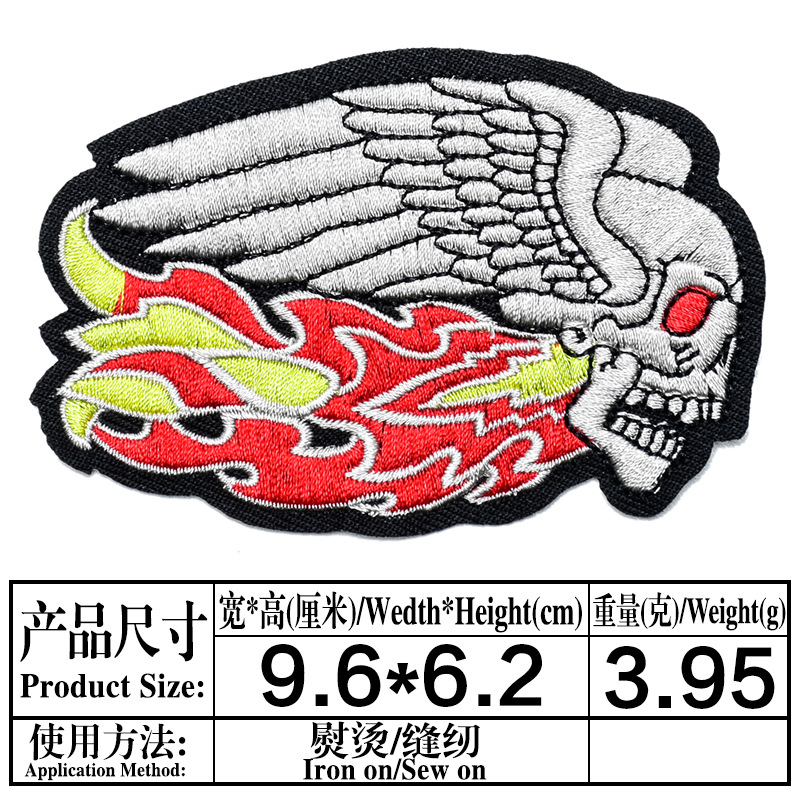 产品尺寸
Product Size:
宽*高(厘米)/Wedth*Height(cm)
重量(克)/Weight(g)
9.6*6.2
3.95
使用方法:
Application Method:
熨烫/缝纫
Iron on/Sew on